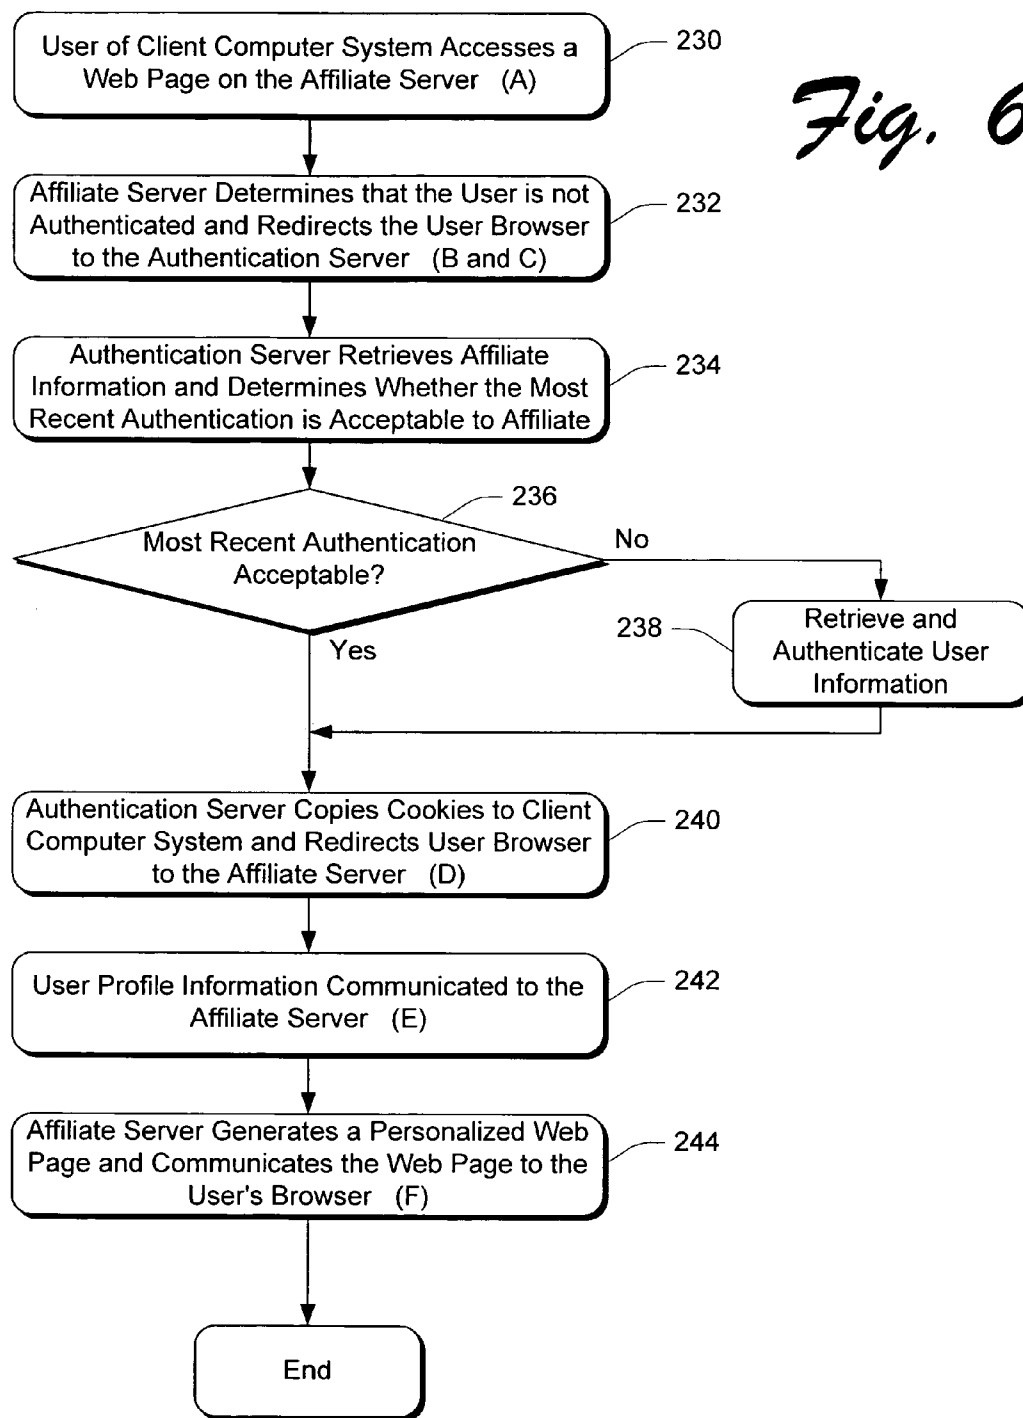 User of Client Computer System Accesses a
Web Page on the Affiliate Server (A)
230
Fig. 6
Affiliate Server Determines that the User is not
Authenticated and Redirects the User Browser
to the Authentication Server (B and C)
232
Authentication Server Retrieves Affiliate
Information and Determines Whether the Most
Recent Authentication is Acceptable to Affiliate
234
236
Most Recent Authentication
Acceptable?
No
Yes
238
Retrieve and
Authenticate User
Information
Authentication Server Copies Cookies to Client
Computer System and Redirects User Browser
to the Affiliate Server (D)
240
User Profile Information Communicated to the
Affiliate Server (E)
242
Affiliate Server Generates a Personalized Web
Page and Communicates the Web Page to the
User's Browser (F)
244
End